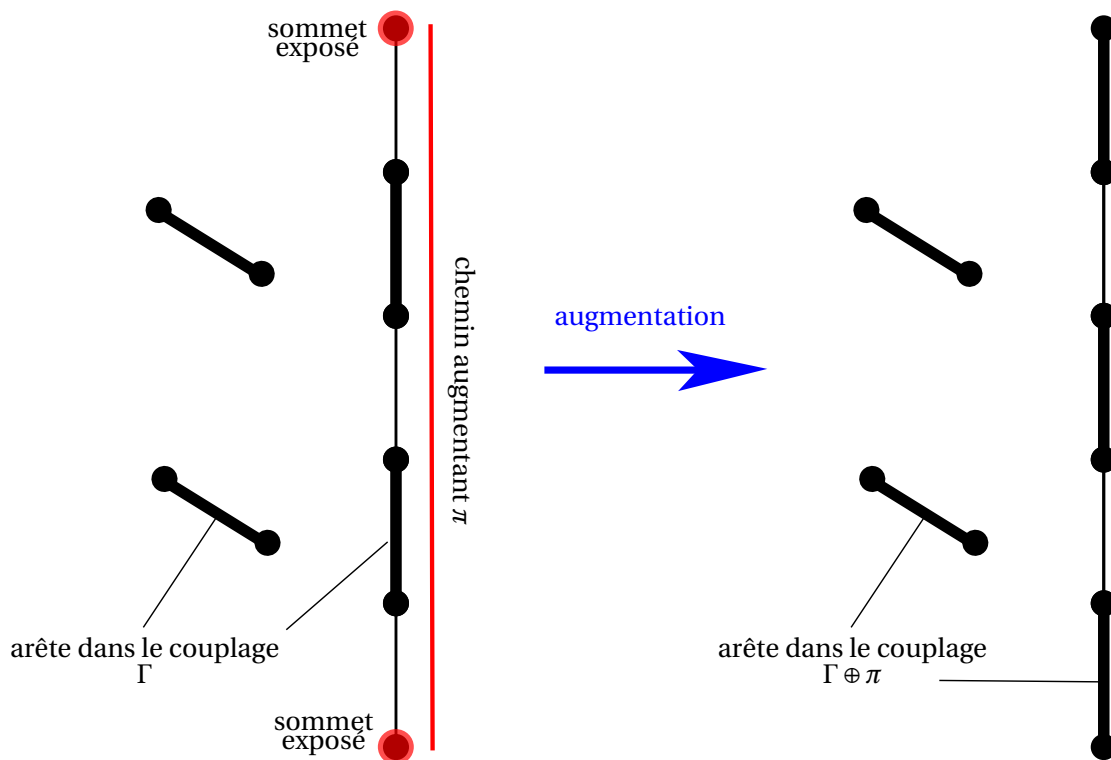 sommet
exposé
chemin augmentant π
augmentation
arête dans le couplage
Γ
sommet
exposé
arête dans le couplage
Γ ⊕ π